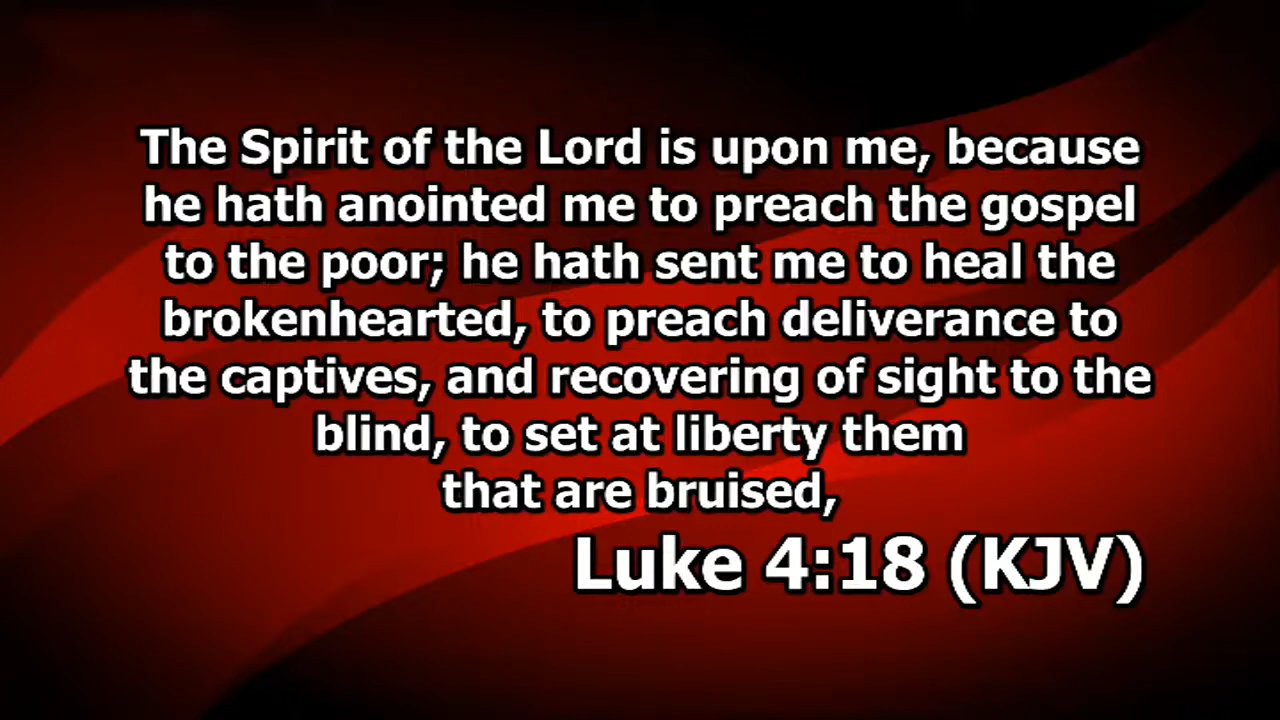 The Spirit of the Lord is upon me, because
he hath anointed me to preach the gospel
to the poor; he hath sent me to heal the
brokenhearted, to preach deliverance to
the captives, and recovering of sight to the
blind, to set at liberty them
that are bruised,
Luke 4:18 (KJV)